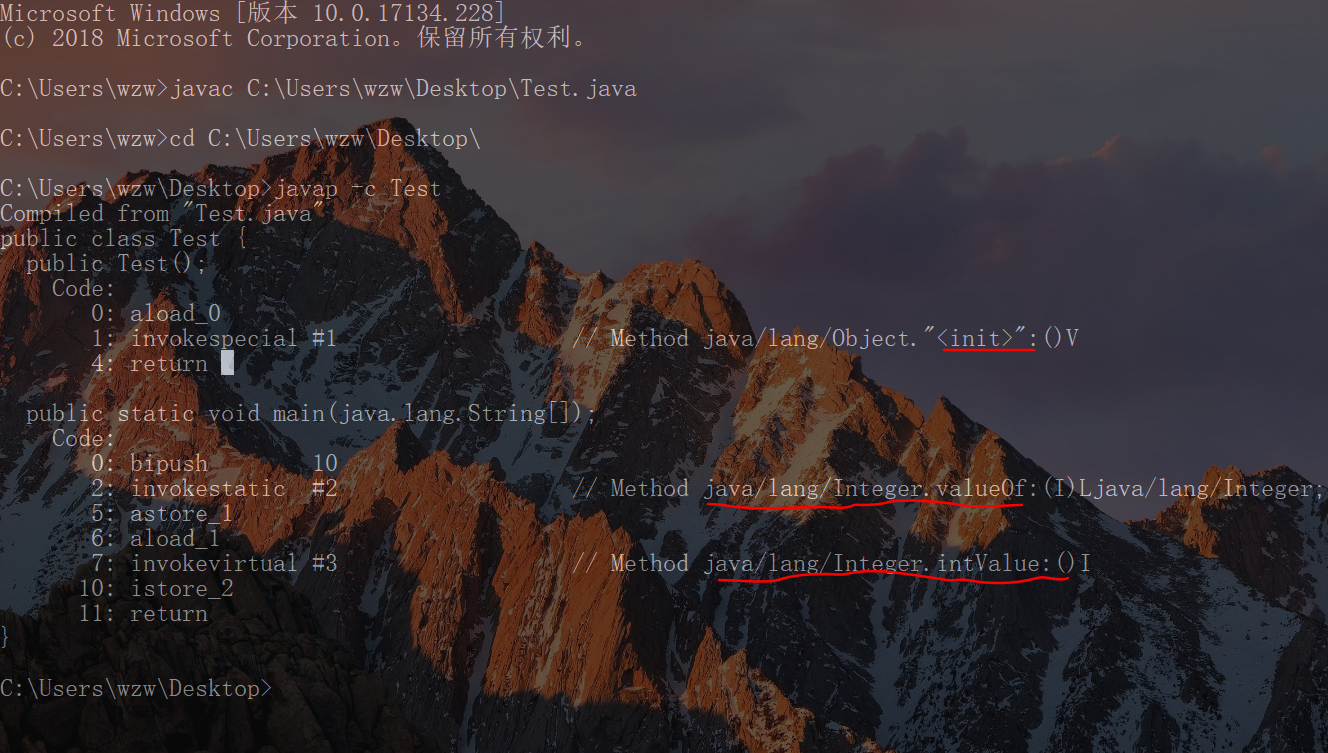 Microsoft Windows [版本 10.0.17134.228]
(c) 2018 Microsoft Corporation。保留所有权利。
C:\Users\wzw>javac C:\Users\wzw\Desktop\Test.java
C:\Users\wzw>cd C:\Users\wzw\Desktop\
C:\Users\wzw\Desktop>javap -c Test
Compiled from "Test.java"
public class Test {
  public Test();
    Code:
       0: aload_0
       1: invokespecial #1                  // Method java/lang/Object."<init>":()V
       4: return
  public static void main(java.lang.String[]);
    Code:
       0: bipush        10
       2: invokestatic  #2                  // Method java/lang/Integer.valueOf:(I)Ljava/lang/Integer;
       5: astore_1
       6: aload_1
       7: invokevirtual #3                  // Method java/lang/Integer.intValue:()I
      10: istore_2
      11: return
}
C:\Users\wzw\Desktop>